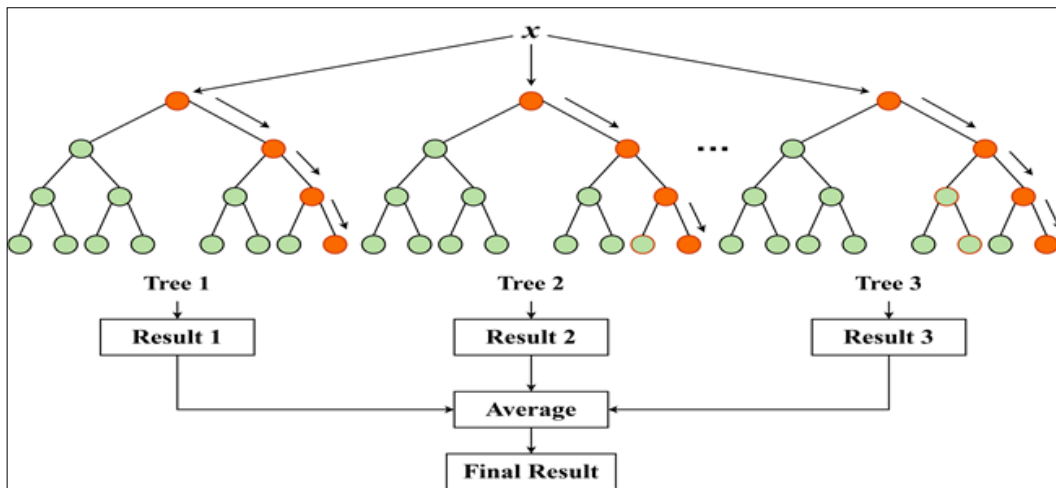 x
...
Tree 1
Tree 2
Tree 3
Result 1
Result 2
Result 3
Average
Final Result